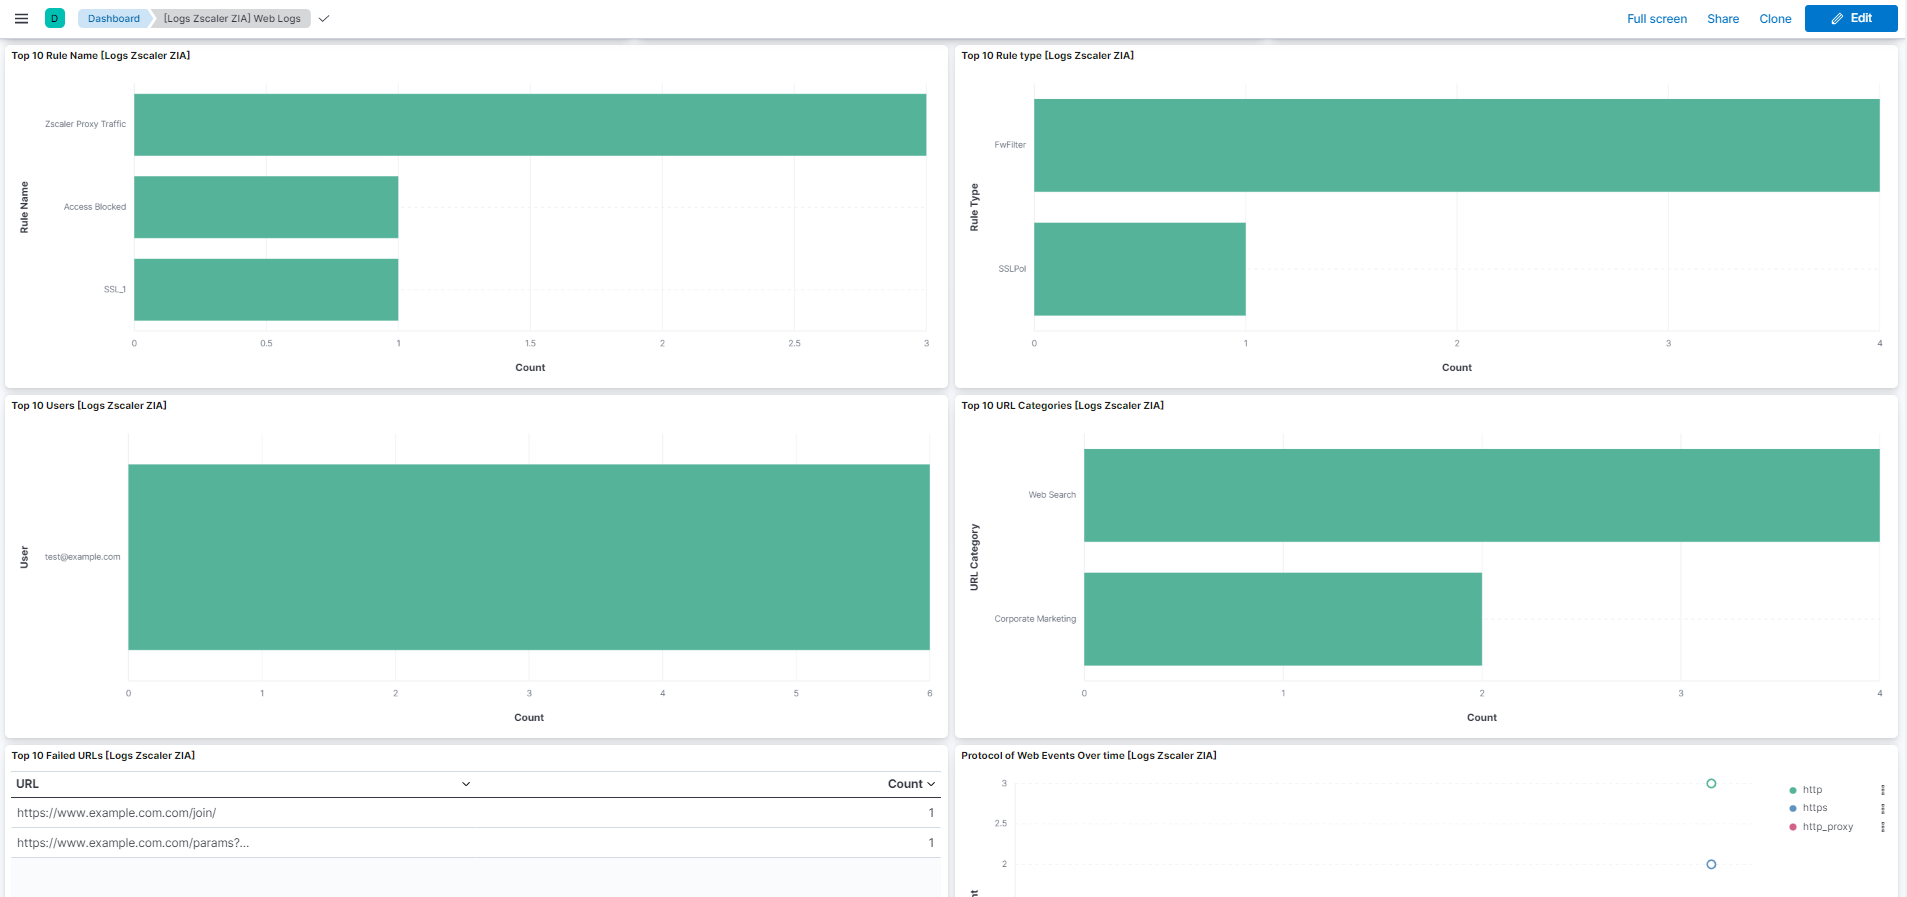 D Dashboard [Logs Zscaler ZIA] Web Logs Full screen Share Clone Edit
Top 10 Rule Name [Logs Zscaler ZIA]
Rule Name
Zscaler Proxy Traffic
Access Blocked
SSL_1
0 0.5 1 1.5 2 2.5 3
Count
Top 10 Rule type [Logs Zscaler ZIA]
Rule Type
FwFilter
SSLPol
0 1 2 3 4
Count
Top 10 Users [Logs Zscaler ZIA]
User
test@example.com
0 1 2 3 4 5 6
Count
Top 10 URL Categories [Logs Zscaler ZIA]
URL Category
Web Search
Corporate Marketing
0 1 2 3 4
Count
Top 10 Failed URLs [Logs Zscaler ZIA]
URL Count
https://www.example.com.com/join/ 1
https://www.example.com.com/params?... 1
Protocol of Web Events Over time [Logs Zscaler ZIA]
3
2.5
2
http
https
http_proxy